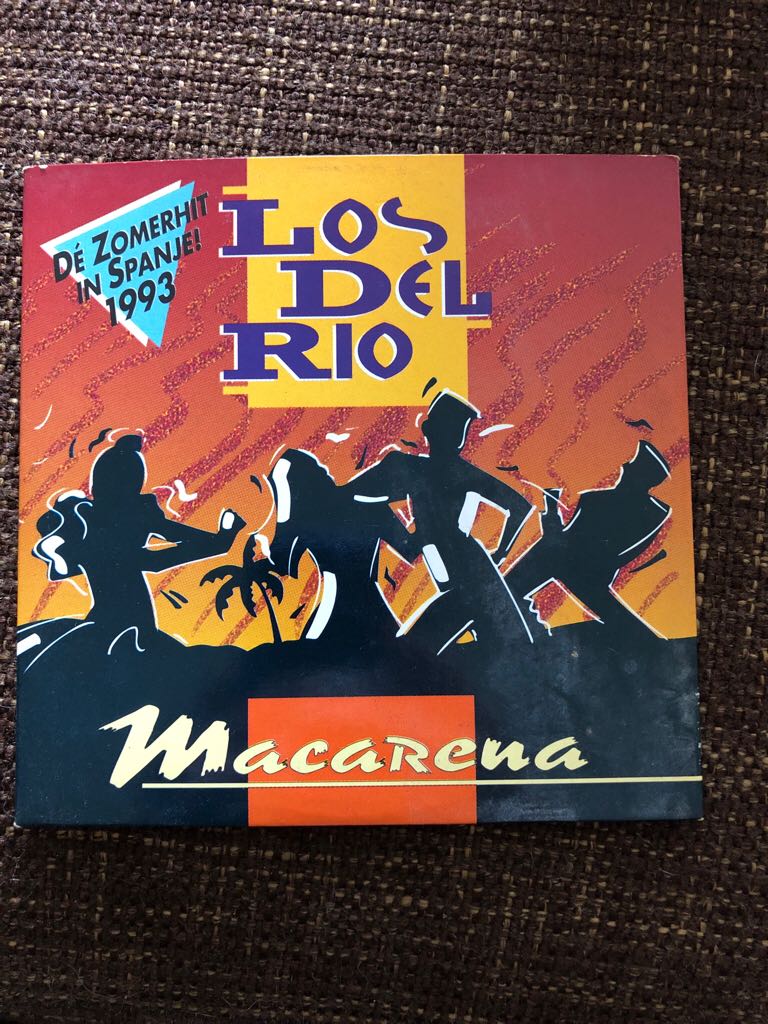 DÉ ZOMERHIT
IN SPANJE!
1993
LOS
DEL
RIO
Macarena